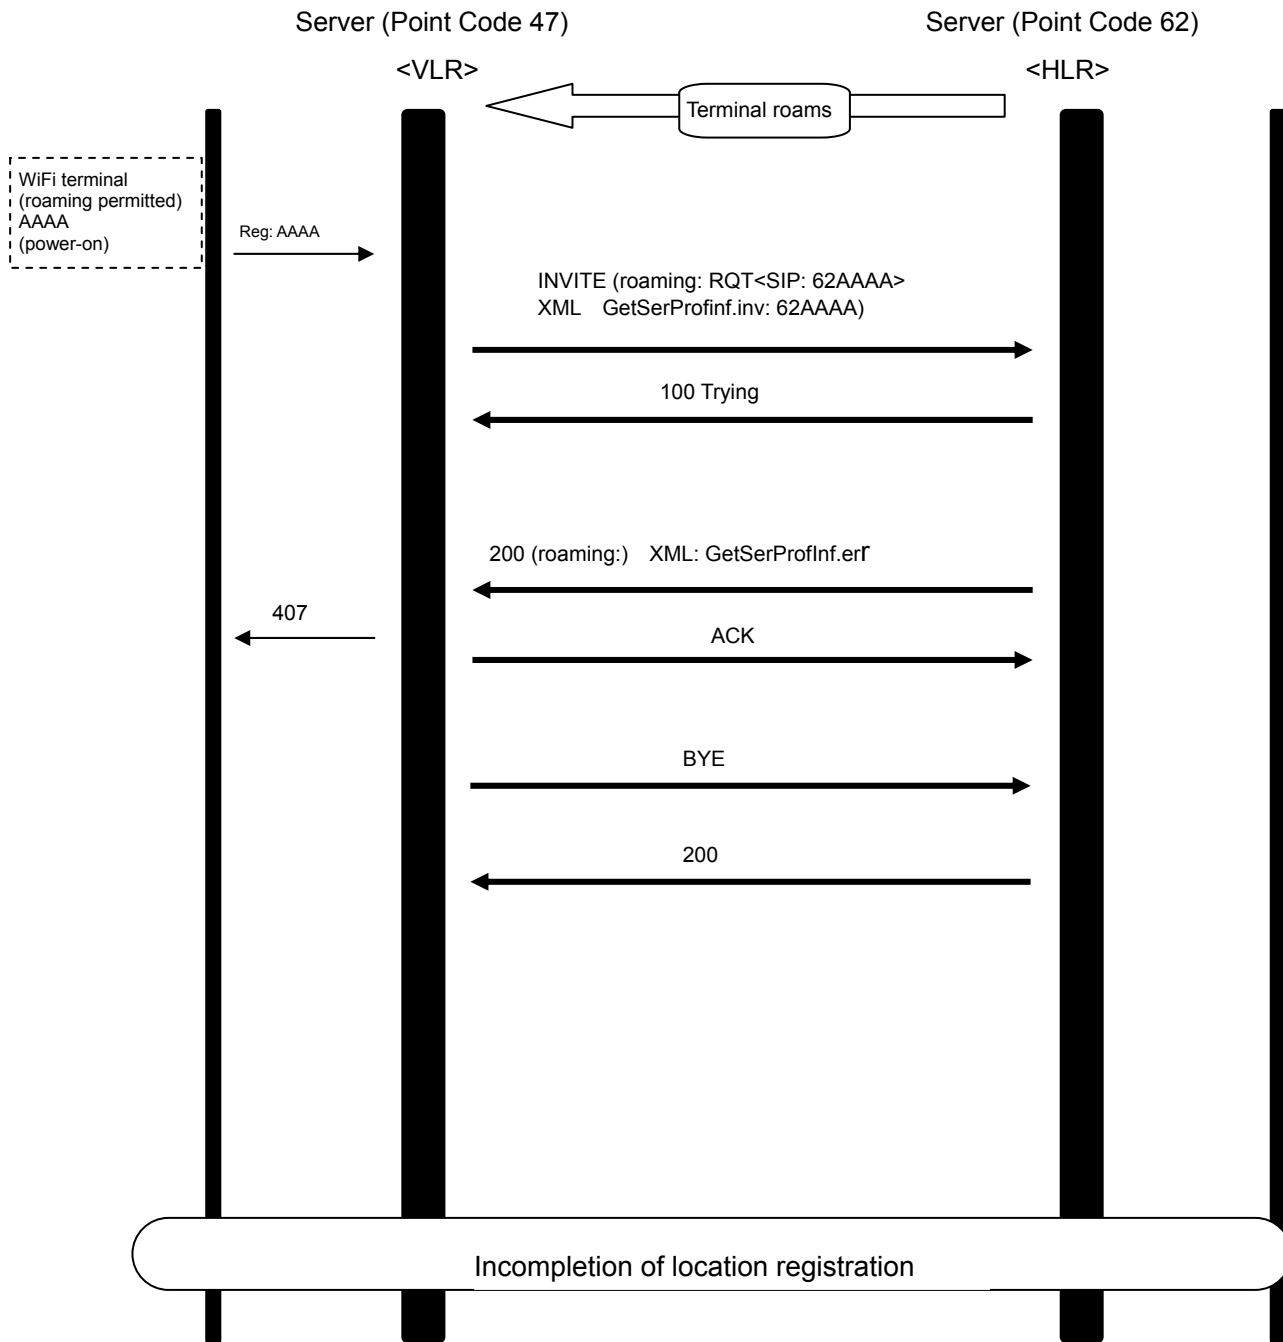 Server (Point Code 47)
Server (Point Code 62)
<VLR>
<HLR>
Terminal roams
WiFi terminal
(roaming permitted)
AAAA
(power-on)
Reg: AAAA
INVITE (roaming: RQT<SIP: 62AAAA>
XML GetSerProfinf.inv: 62AAAA)
100 Trying
200 (roaming:) XML: GetSerProfInf.err
407
ACK
BYE
200
Incompletion of location registration